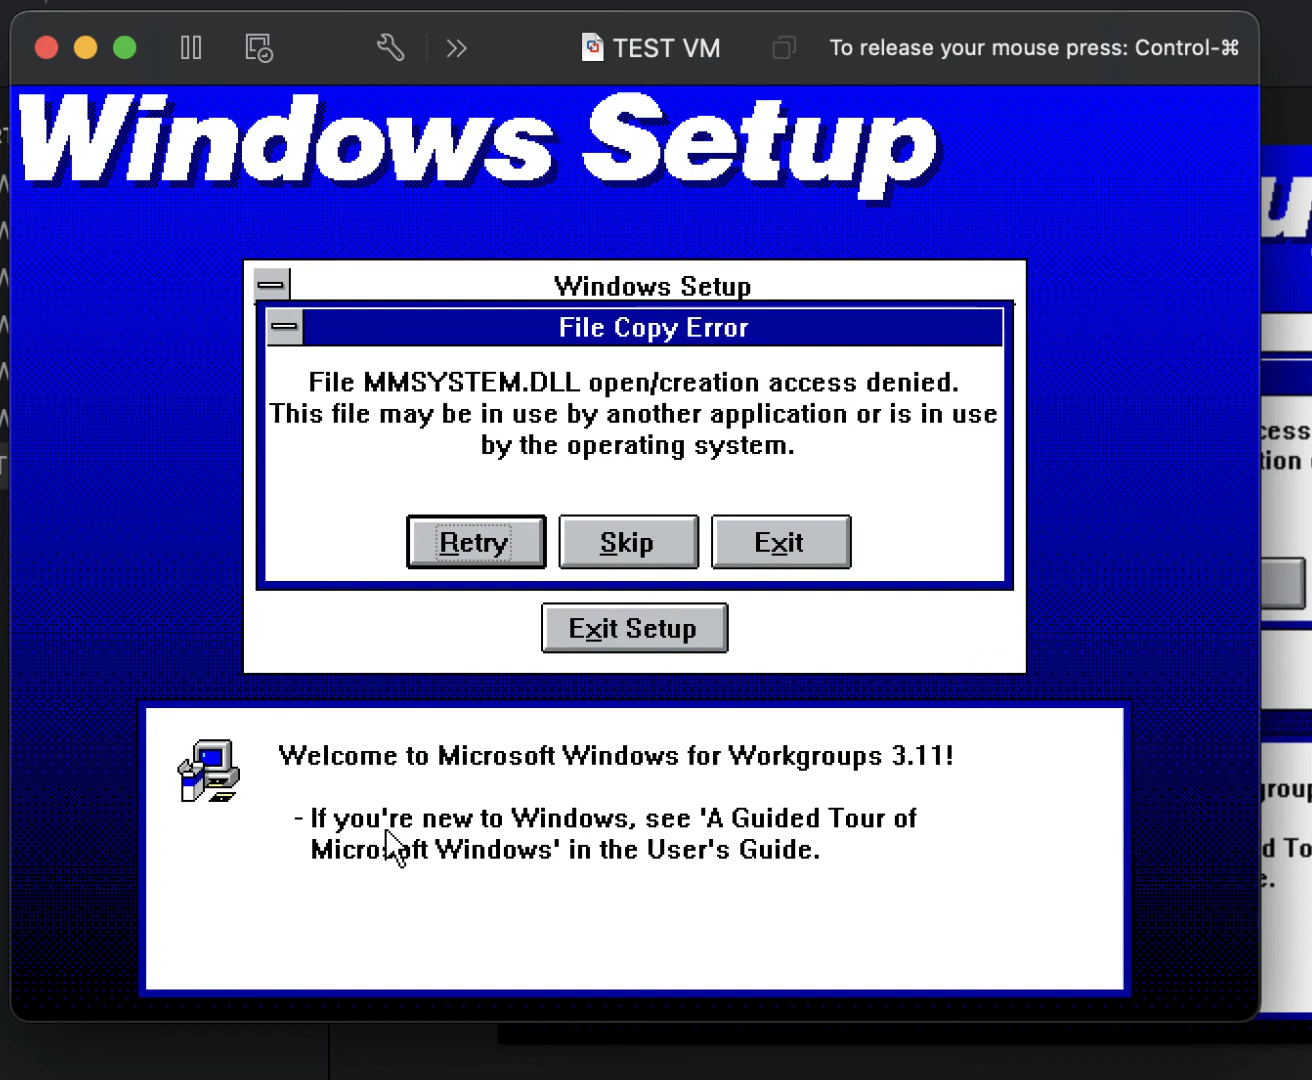 TEST VM
To release your mouse press: Control-⌘
Windows Setup
Windows Setup
File Copy Error
File MMSYSTEM.DLL open/creation access denied.
This file may be in use by another application or is in use
by the operating system.
Retry
Skip
Exit
Exit Setup
Welcome to Microsoft Windows for Workgroups 3.11!
- If you're new to Windows, see 'A Guided Tour of
Microsoft Windows' in the User's Guide.